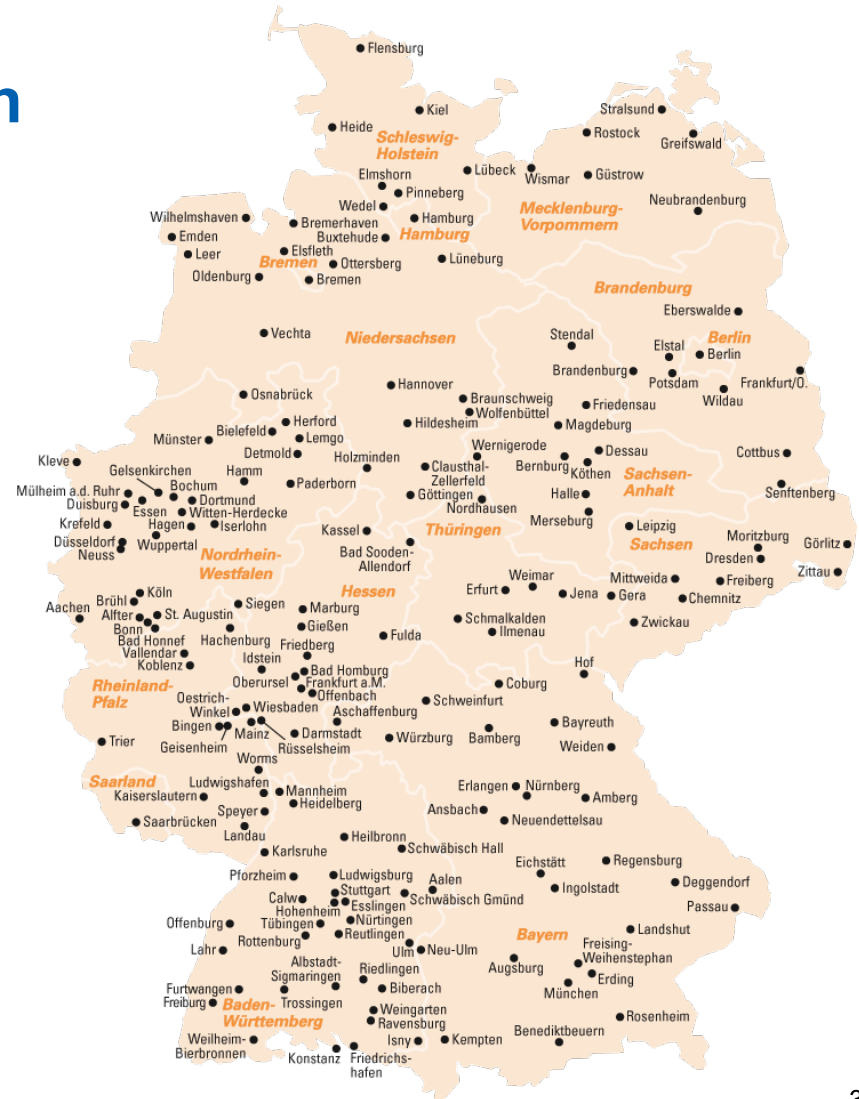 n
Flensburg
Kiel
Stralsund
Heide
Rostock
Greifswald
Schleswig-
Holstein
Lübeck
Wismar
Güstrow
Elmshorn
Pinneberg
Neubrandenburg
Wedel
Mecklenburg-
Vorpommern
Wilhelmshaven
Bremerhaven
Hamburg
Emden
Buxtehude
Hamburg
Leer
Elsfleth
Bremen
Ottersberg
Lüneburg
Oldenburg
Bremen
Brandenburg
Eberswalde
Vechta
Niedersachsen
Stendal
Elstal
Berlin
Berlin
Brandenburg
Potsdam
Frankfurt/O.
Wildau
Osnabrück
Hannover
Braunschweig
Wolfenbüttel
Friedensau
Herford
Bielefeld
Lemgo
Hildesheim
Magdeburg
Münster
Detmold
Holzminden
Wernigerode
Dessau
Cottbus
Kleve
Gelsenkirchen
Hamm
Clausthal-
Zellerfeld
Bernburg
Köthen
Sachsen-
Anhalt
Mülheim a.d. Ruhr
Bochum
Paderborn
Göttingen
Nordhausen
Halle
Senftenberg
Duisburg
Essen
Dortmund
Witten-Herdecke
Merseburg
Krefeld
Hagen
Iserlohn
Kassel
Thüringen
Leipzig
Düsseldorf
Neuss
Wuppertal
Bad Sooden-
Allendorf
Sachsen
Moritzburg
Görlitz
Dresden
Nordrhein-
Westfalen
Zittau
Hessen
Erfurt
Weimar
Jena
Gera
Mittweida
Freiberg
Chemnitz
Köln
Brühl
Aachen
Alfter
St. Augustin
Siegen
Marburg
Schmalkalden
Zwickau
Bonn
Gießen
Ilmenau
Bad Honnef
Hachenburg
Fulda
Vallendar
Friedberg
Koblenz
Idstein
Hof
Bad Homburg
Oberursel
Frankfurt a.M.
Offenbach
Coburg
Rheinland-
Pfalz
Oestrich-
Winkel
Wiesbaden
Aschaffenburg
Schweinfurt
Bingen
Mainz
Darmstadt
Würzburg
Bamberg
Bayreuth
Geisenheim
Rüsselsheim
Trier
Weiden
Worms
Saarland
Ludwigshafen
Mannheim
Erlangen
Nürnberg
Kaiserslautern
Heidelberg
Amberg
Speyer
Ansbach
Saarbrücken
Neuendettelsau
Landau
Heilbronn
Karlsruhe
Schwäbisch Hall
Eichstätt
Regensburg
Pforzheim
Ludwigsburg
Aalen
Deggendorf
Stuttgart
Ingolstadt
Calw
Esslingen
Schwäbisch Gmünd
Passau
Hohenheim
Nürtingen
Offenburg
Tübingen
Reutlingen
Landshut
Rottenburg
Bayern
Lahr
Ulm
Neu-Ulm
Freising-
Weihenstephan
Albstadt-
Sigmaringen
Riedlingen
Augsburg
Erding
Furtwangen
Biberach
München
Freiburg
Trossingen
Baden-
Württemberg
Weingarten
Ravensburg
Rosenheim
Weilheim-
Bierbronnen
Isny
Kempten
Benediktbeuern
Konstanz
Friedrichs-
hafen